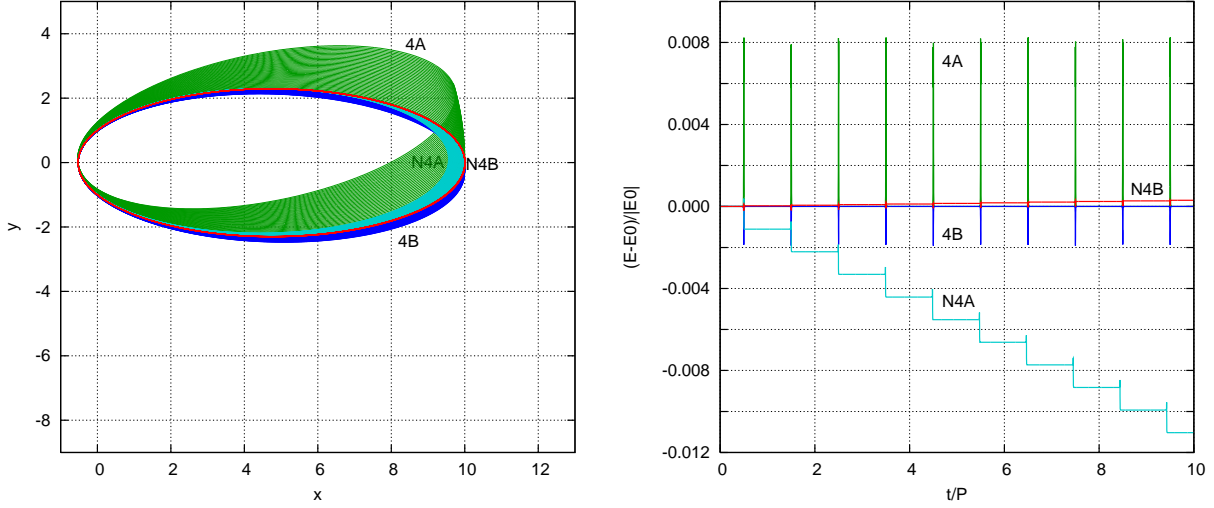 4
2
0
-2
-4
-6
-8
0 2 4 6 8 10 12
y
x
4A
N4A
N4B
4B
0.008
0.004
0.000
-0.004
-0.008
-0.012
0 2 4 6 8 10
(E-E0)/|E0|
t/P
4A
N4B
4B
N4A